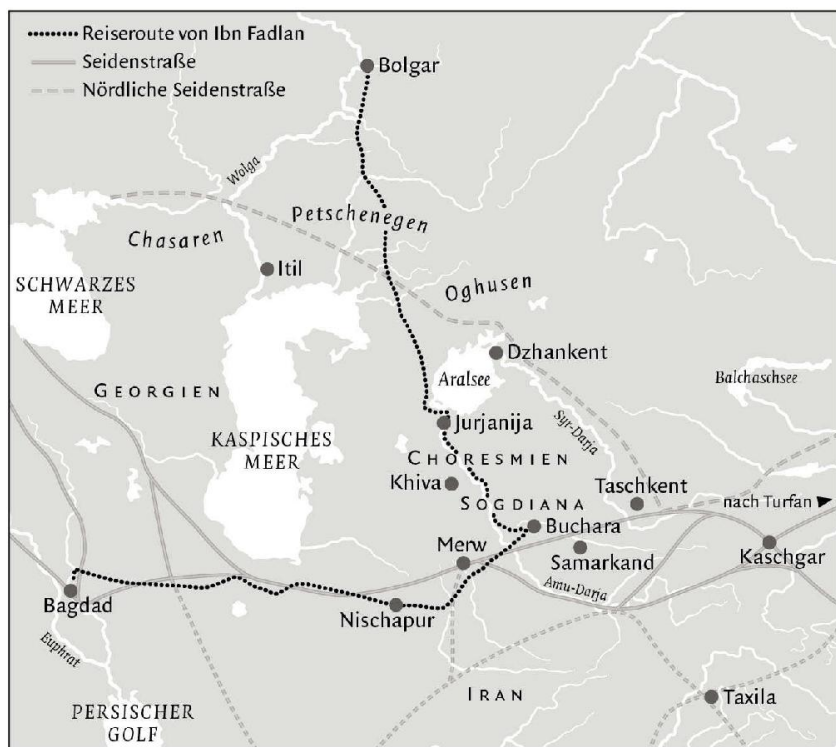 Reiseroute von Ibn Fadlan
Seidenstraße
Nördliche Seidenstraße
Bolgar
Wolga
Petschenegen
Chasaren
Itil
Oghusen
SCHWARZES
MEER
Dzhankent
Aralsee
Balchaschsee
GEORGIEN
Jurjanija
Syr-Darja
KASPISCHES
MEER
CHORESMIEN
Khiva
Taschkent
SOGDIANA
nach Turfan
Buchara
Merw
Samarkand
Kaschgar
Amu-Darja
Bagdad
Nischapur
Euphrat
IRAN
Taxila
PERSISCHER
GOLF